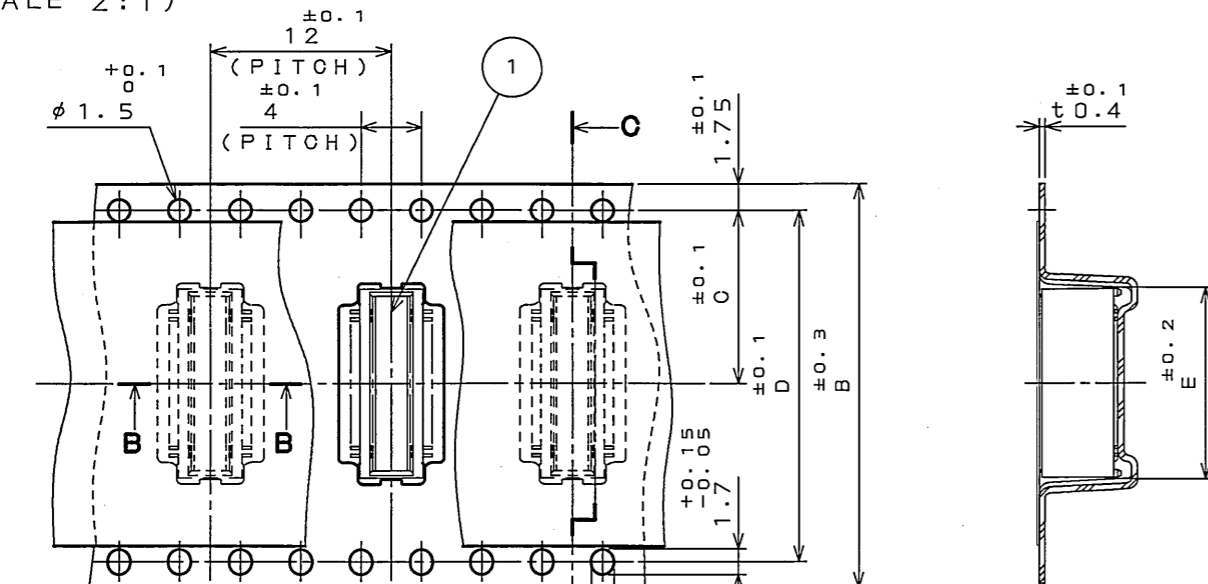 ALE 2:1)
±0.1
12
(PITCH)
+0.1
0
φ1.5
±0.1
4
(PITCH)
1
C
±0.1
1.75
±0.1
t0.4
±0.1
C
±0.1
D
±0.3
B
±0.2
E
B
B
+0.15
-0.05
1.7